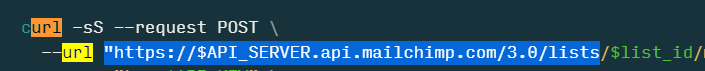 curl -sS --request POST \
--url "https://$API_SERVER.api.mailchimp.com/3.0/lists/$list_id/